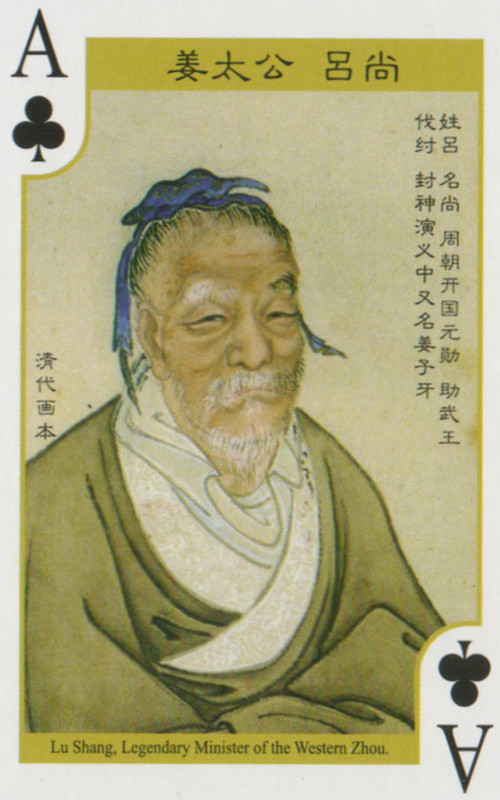 A
姜太公 呂尚
姓呂 名尚 周朝开国元勋 助武王
伐纣 封神演义中又名姜子牙
清代画本
Lu Shang, Legendary Minister of the Western Zhou.
A